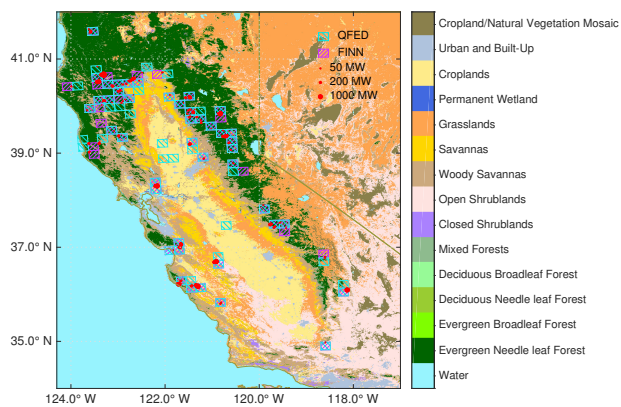 41.0° N
39.0° N
37.0° N
35.0° N
124.0° W
122.0° W
120.0° W
118.0° W
QFED
FINN
50 MW
200 MW
1000 MW
Cropland/Natural Vegetation Mosaic
Urban and Built-Up
Croplands
Permanent Wetland
Grasslands
Savannas
Woody Savannas
Open Shrublands
Closed Shrublands
Mixed Forests
Deciduous Broadleaf Forest
Deciduous Needle leaf Forest
Evergreen Broadleaf Forest
Evergreen Needle leaf Forest
Water